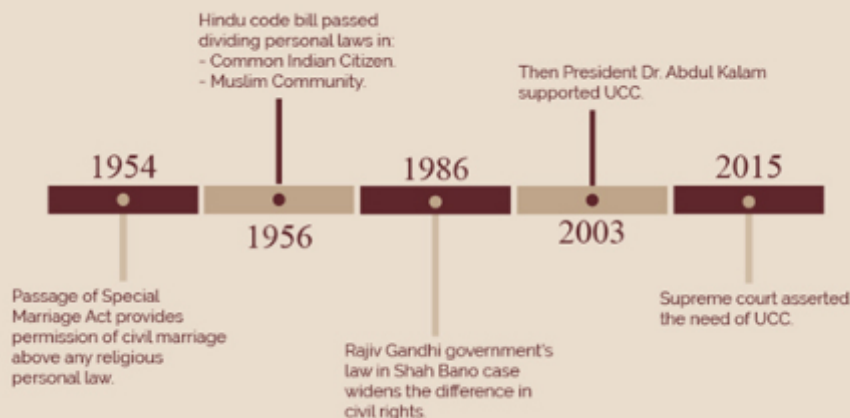 Hindu code bill passed
dividing personal laws in:
- Common Indian Citizen.
- Muslim Community.
Then President Dr. Abdul Kalam
supported UCC.
1954
1986
2015
1956
2003
Passage of Special
Marriage Act provides
permission of civil marriage
above any religious
personal law.
Rajiv Gandhi government's
law in Shah Bano case
widens the difference in
civil rights.
Supreme court asserted
the need of UCC.